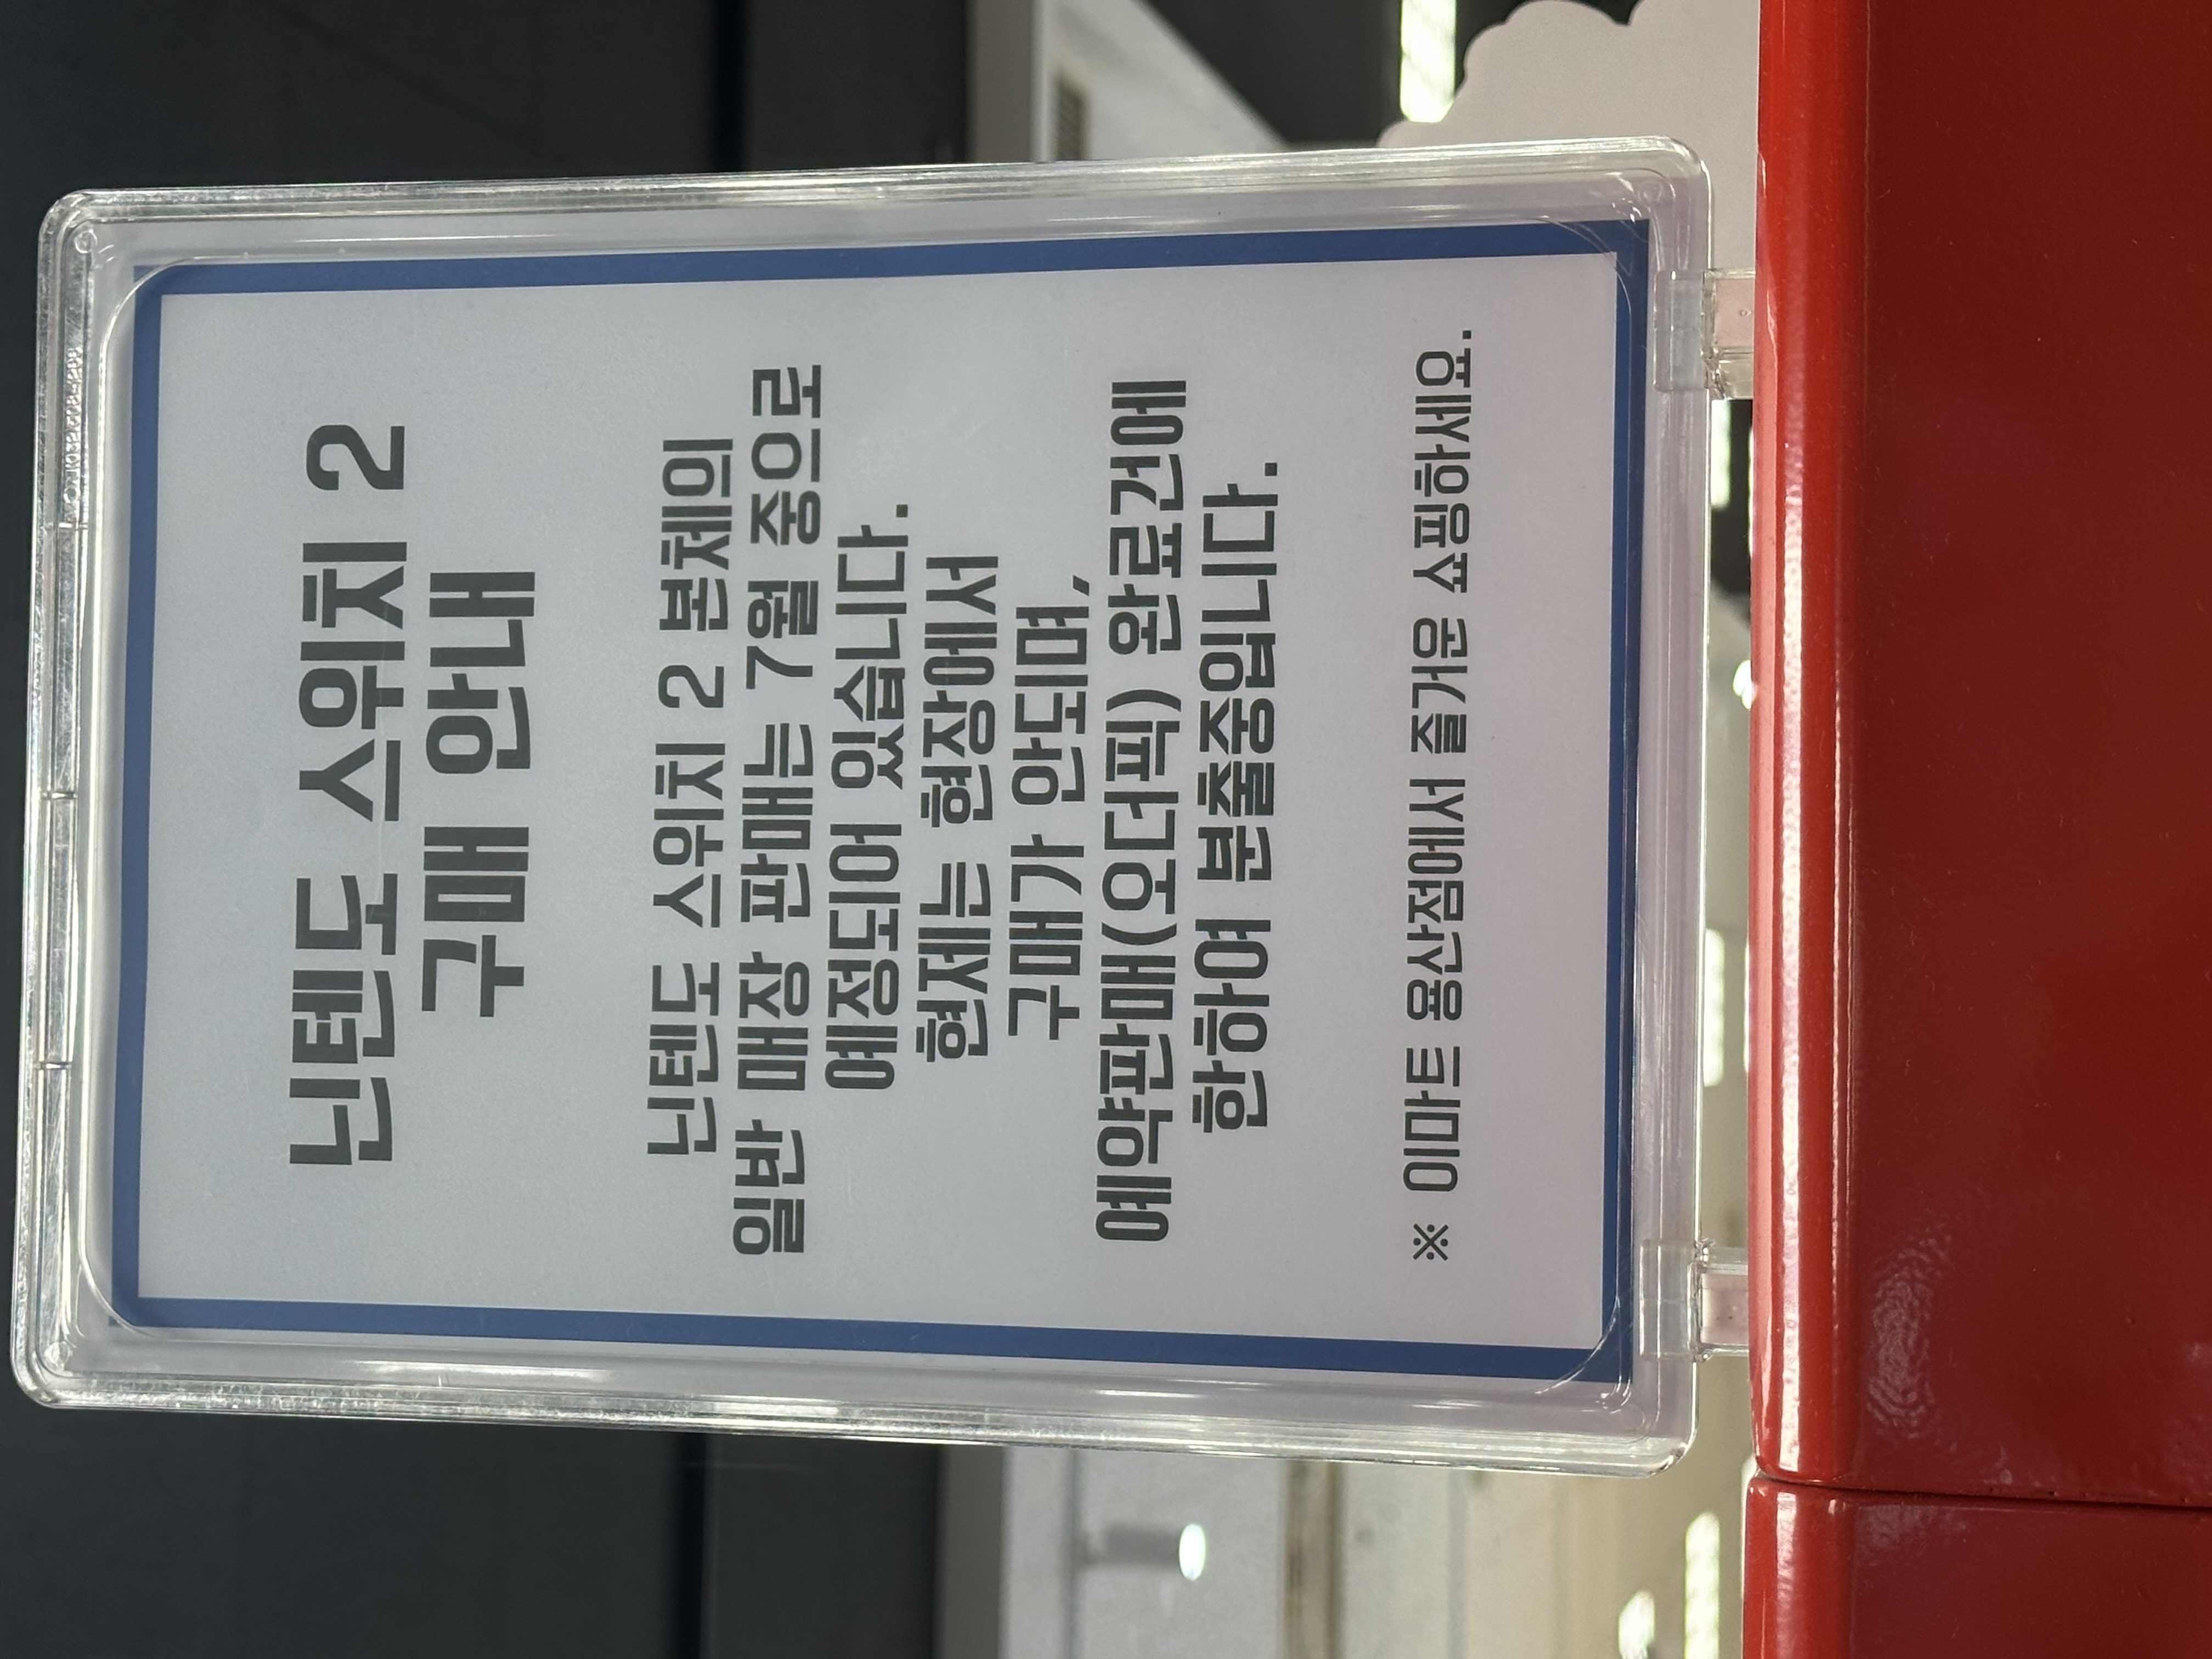 닌텐도 스위치 2
구매 안내
닌텐도 스위치 2 본체의
일반 매장 판매는 7월 중으로
예정되어 있습니다.
현재는 현장에서
구매가 안되며,
예약판매(오더픽) 완료건에
한하여 분출중입니다.
※ 이마트 용산점에서 즐거운 쇼핑하세요.